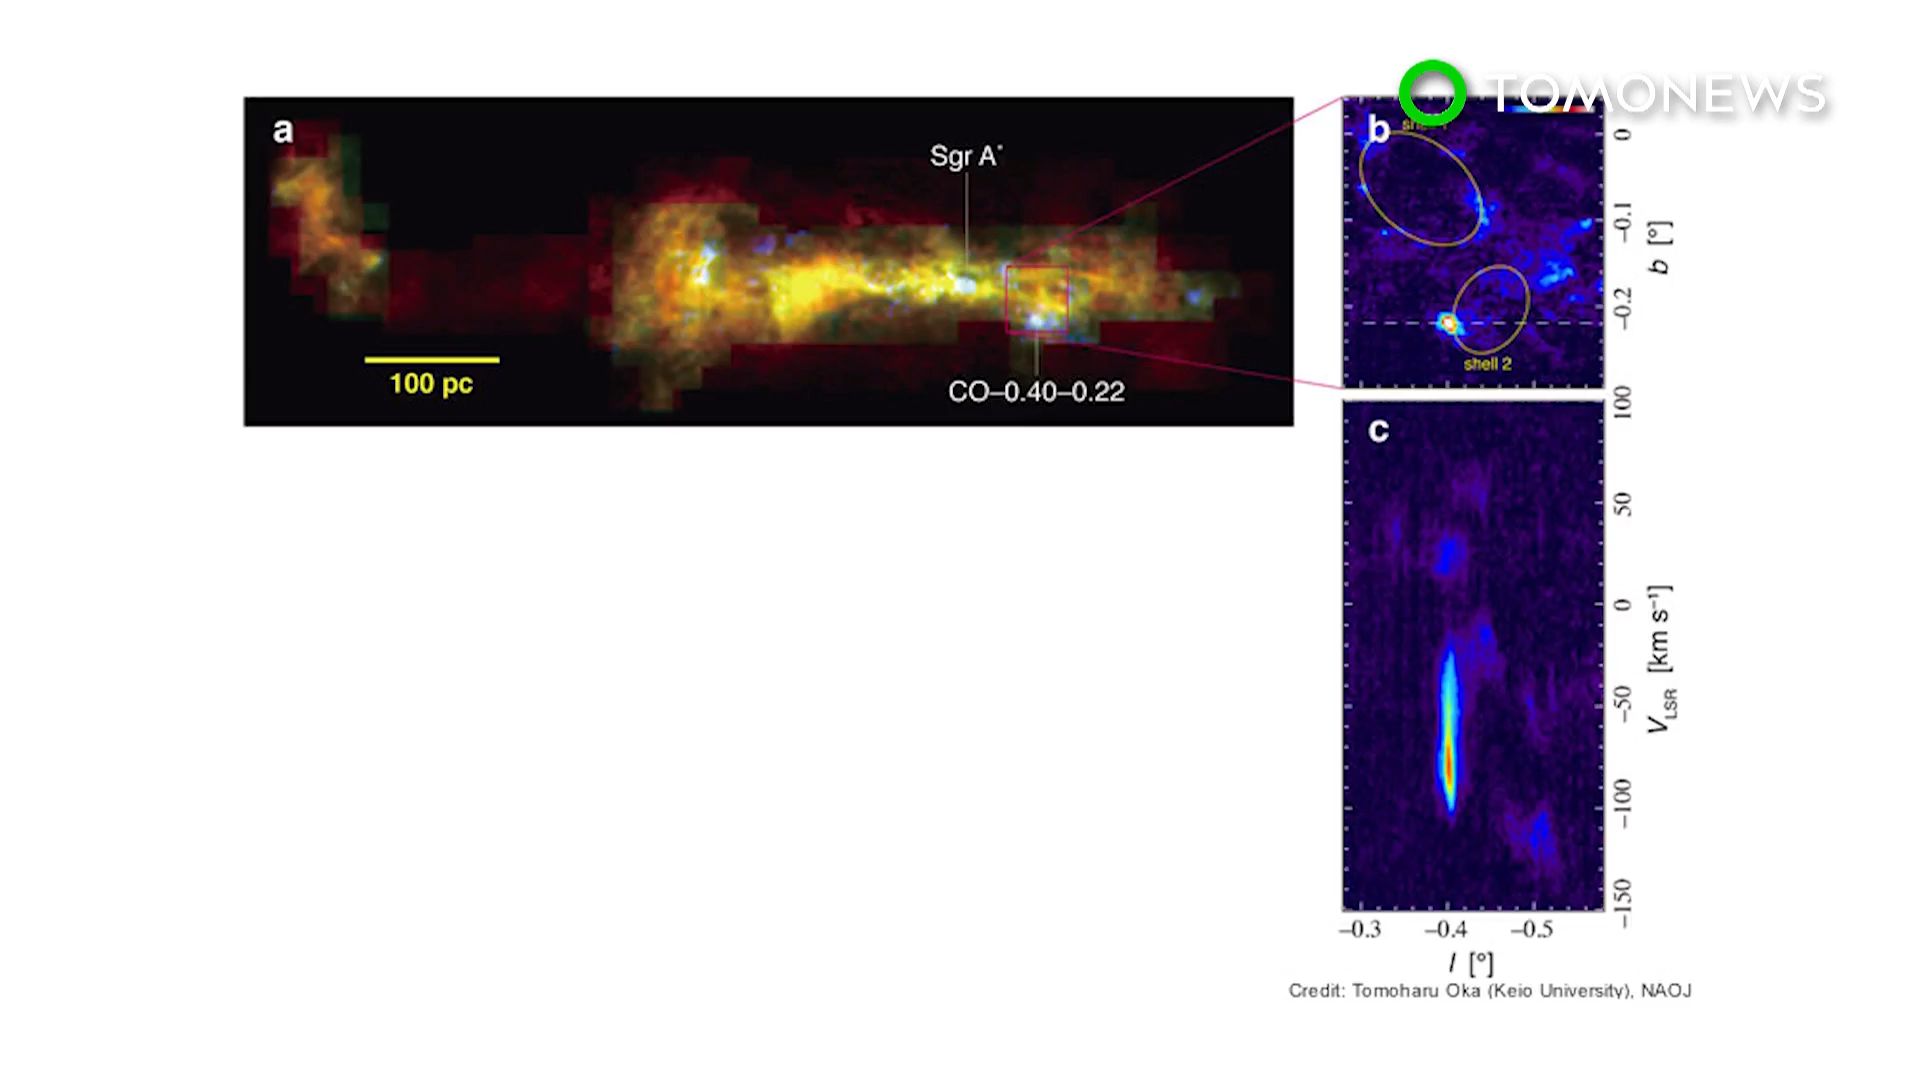 TOMONEWS
a
Sgr A*
100 pc
CO–0.40–0.22
b
0
–0.1
–0.2
b [°]
shell 2
c
100
50
0
–50
–100
–150
V LSR [km s⁻¹]
–0.3 –0.4 –0.5
l [°]
Credit: Tomoharu Oka (Keio University), NAOJ